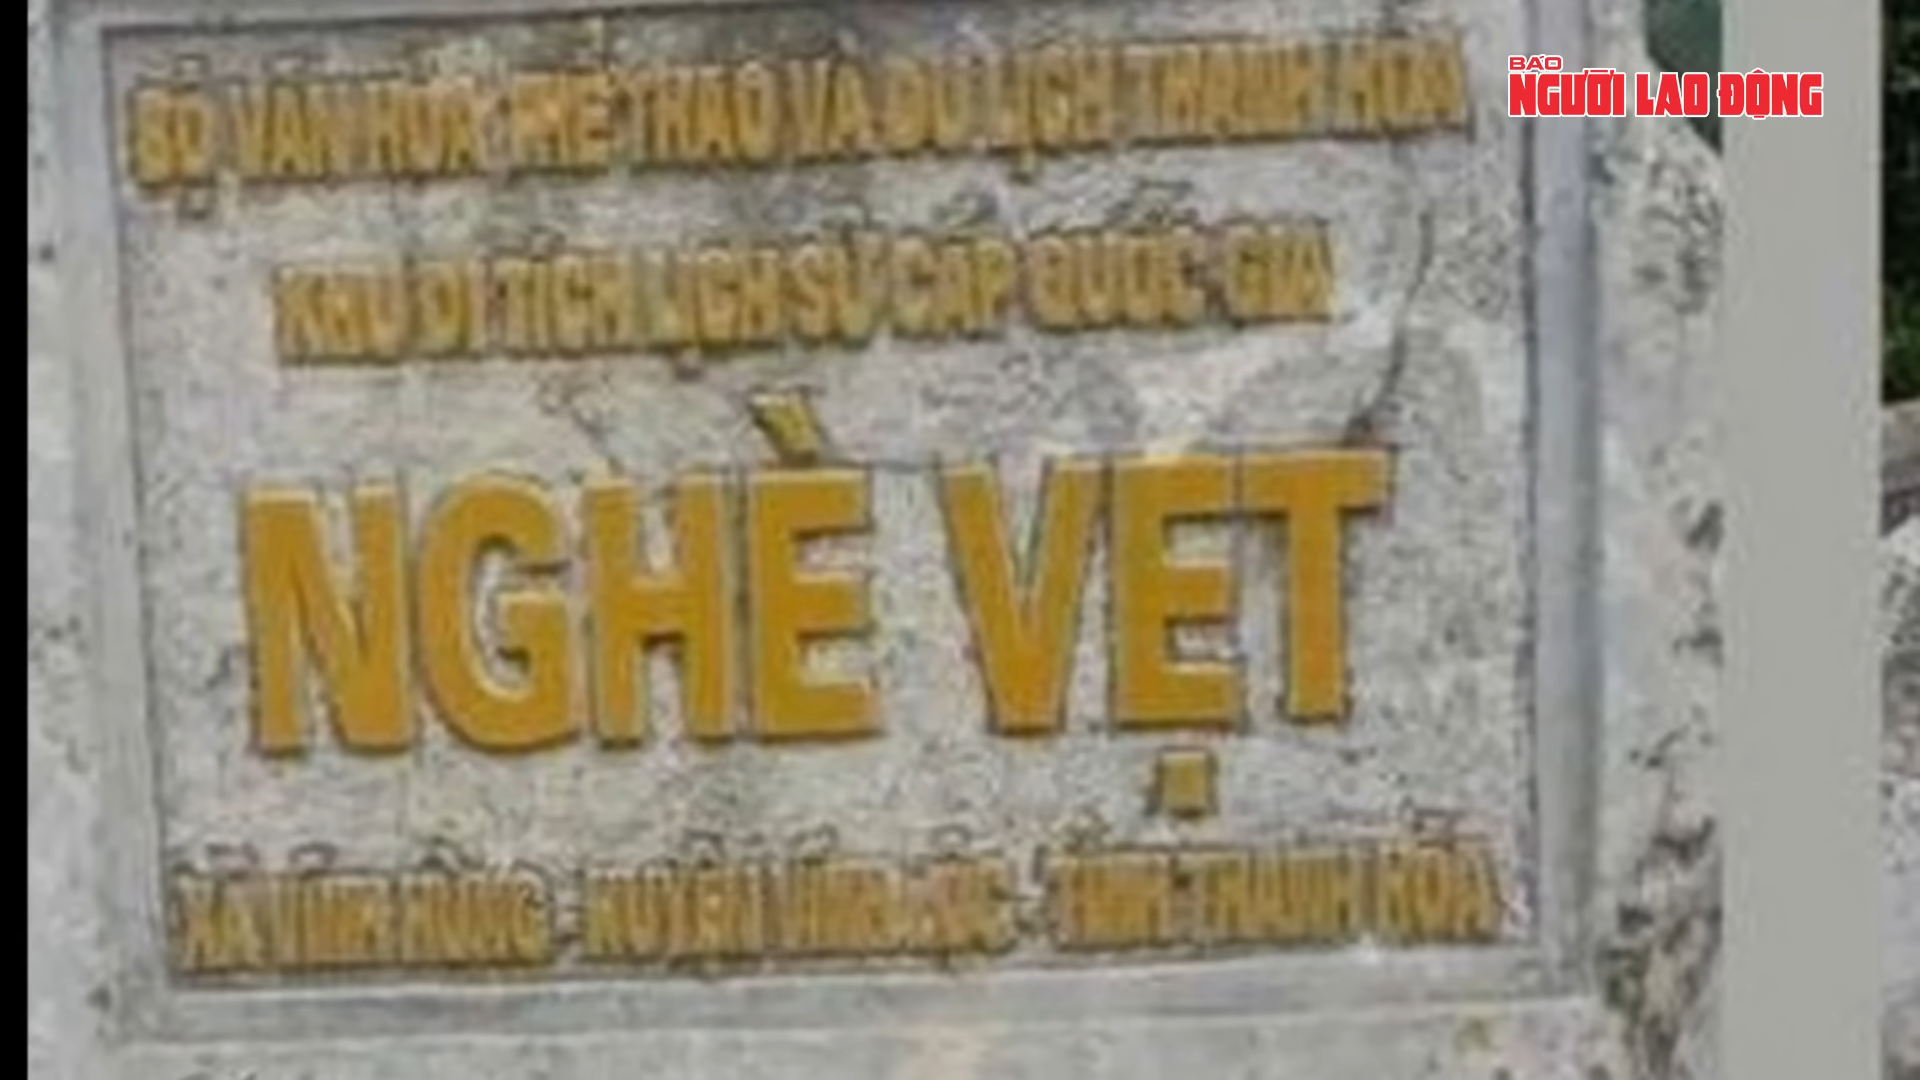 SỞ VĂN HÓA THỂ THAO VÀ DU LỊCH THANH HÓA
KHU DI TÍCH LỊCH SỬ CẤP QUỐC GIA
NGHÈ VẸT
XÃ VĨNH HÙNG - HUYỆN VĨNH LỘC - TỈNH THANH HÓA
BÁO
NGƯỜI LAO ĐỘNG